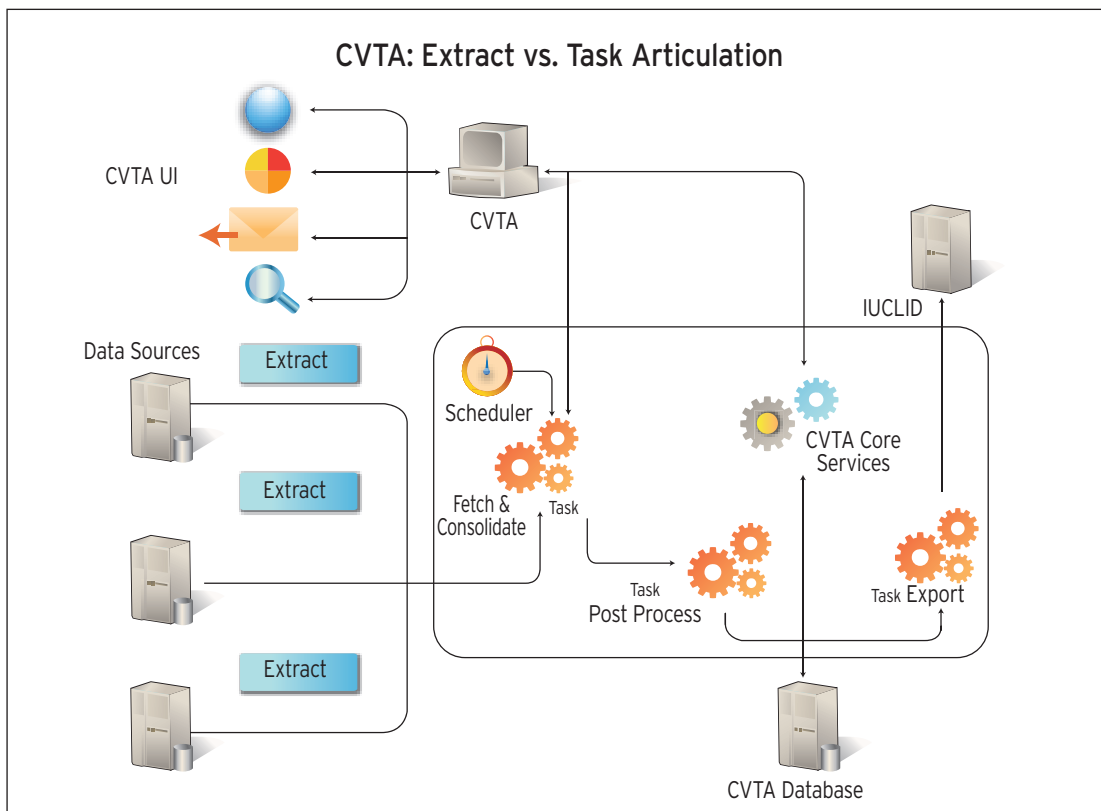 CVTA: Extract vs. Task Articulation
CVTA UI
CVTA
IUCLID
Data Sources
Extract
Scheduler
CVTA Core
Services
Extract
Fetch &
Consolidate
Task
Task
Post Process
Task Export
Extract
CVTA Database